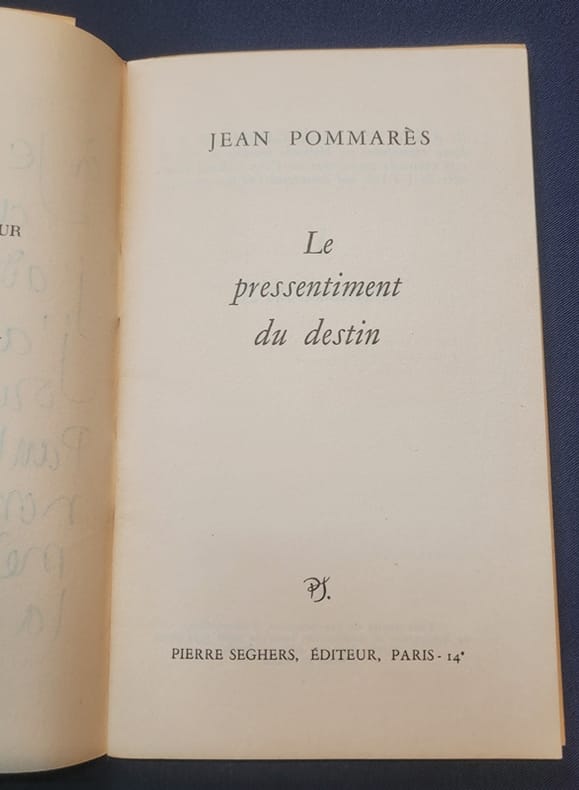 UR
JEAN POMMARÈS
Le
pressentiment
du destin
PS.
PIERRE SEGHERS, ÉDITEUR, PARIS - 14ᵉ